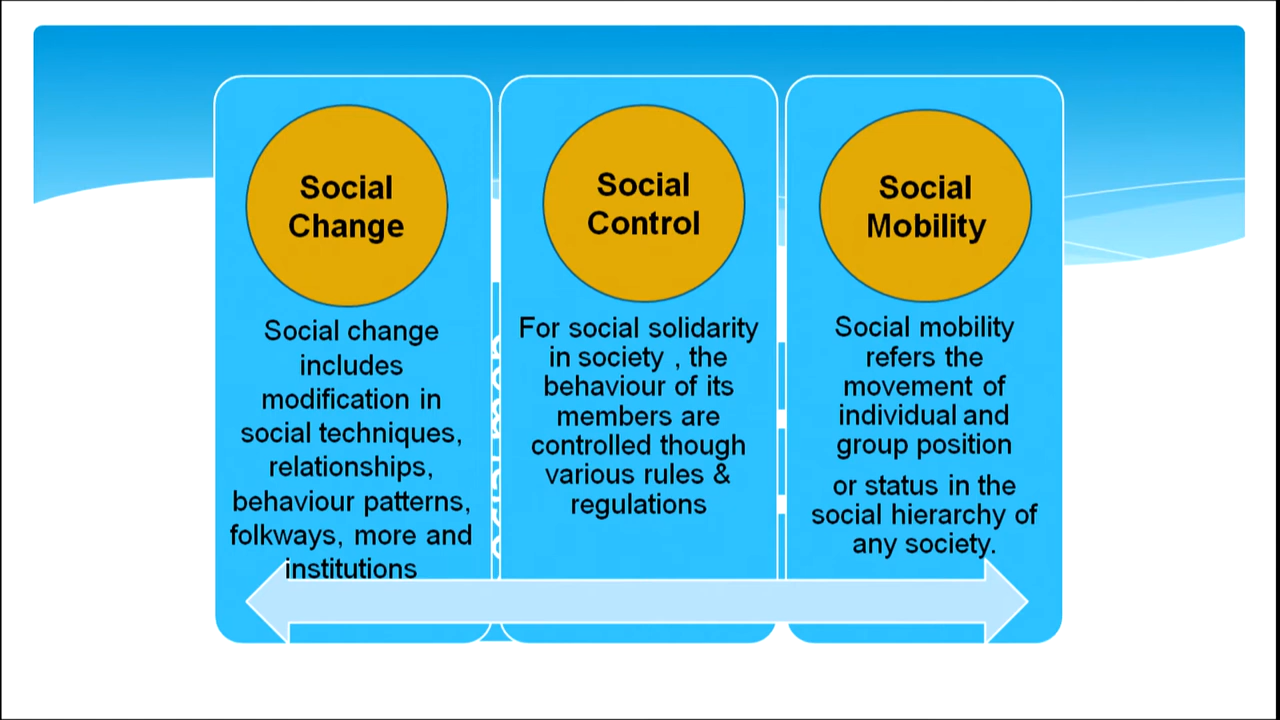 Social
Change
Social change
includes
modification in
social techniques,
relationships,
behaviour patterns,
folkways, more and
institutions
Social
Control
For social solidarity
in society , the
behaviour of its
members are
controlled though
various rules &
regulations
Social
Mobility
Social mobility
refers the
movement of
individual and
group position
or status in the
social hierarchy of
any society.